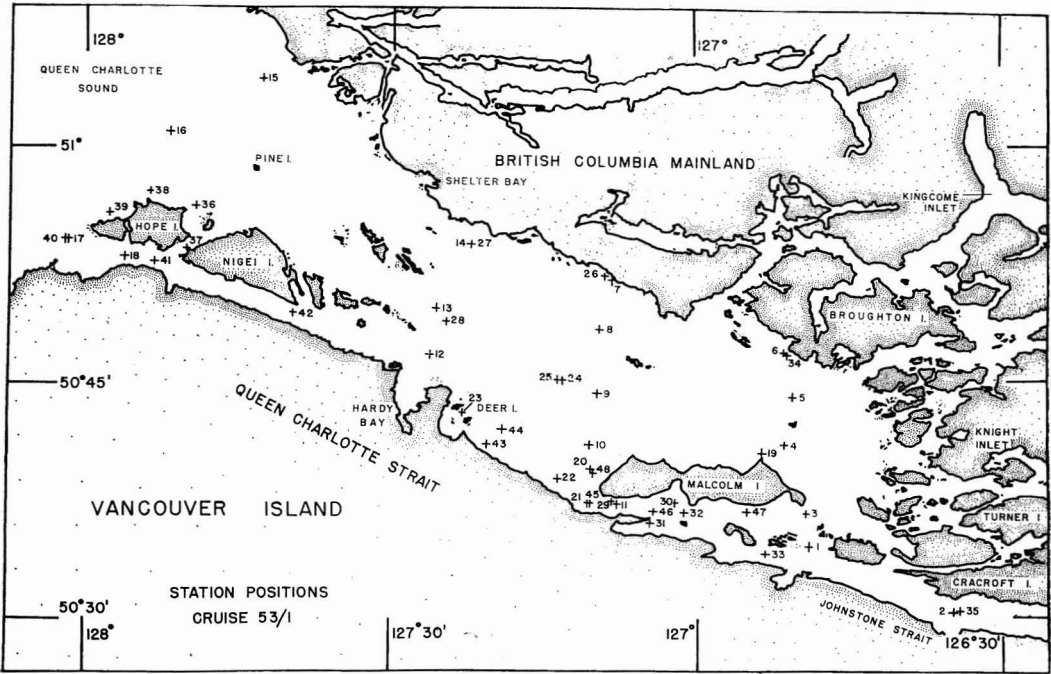 128°
127°
QUEEN CHARLOTTE
SOUND
15
16
51°
PINE I.
BRITISH COLUMBIA MAINLAND
SHELTER BAY
KINGCOME
INLET
38
39
36
HOPE I.
40
17
37
14
27
18
41
NIGEI I.
26
7
42
13
28
8
BROUGHTON I.
12
6
34
50°45'
25
24
9
5
23
DEER I.
HARDY
BAY
44
43
10
4
19
KNIGHT
INLET
QUEEN CHARLOTTE STRAIT
20
48
22
MALCOLM I
21
45
29
11
30
46
32
47
3
31
TURNER I
VANCOUVER ISLAND
33
1
STATION POSITIONS
CRUISE 53/1
CRACROFT I.
50°30'
2
35
JOHNSTONE STRAIT
128°
127°30'
127°
126°30'